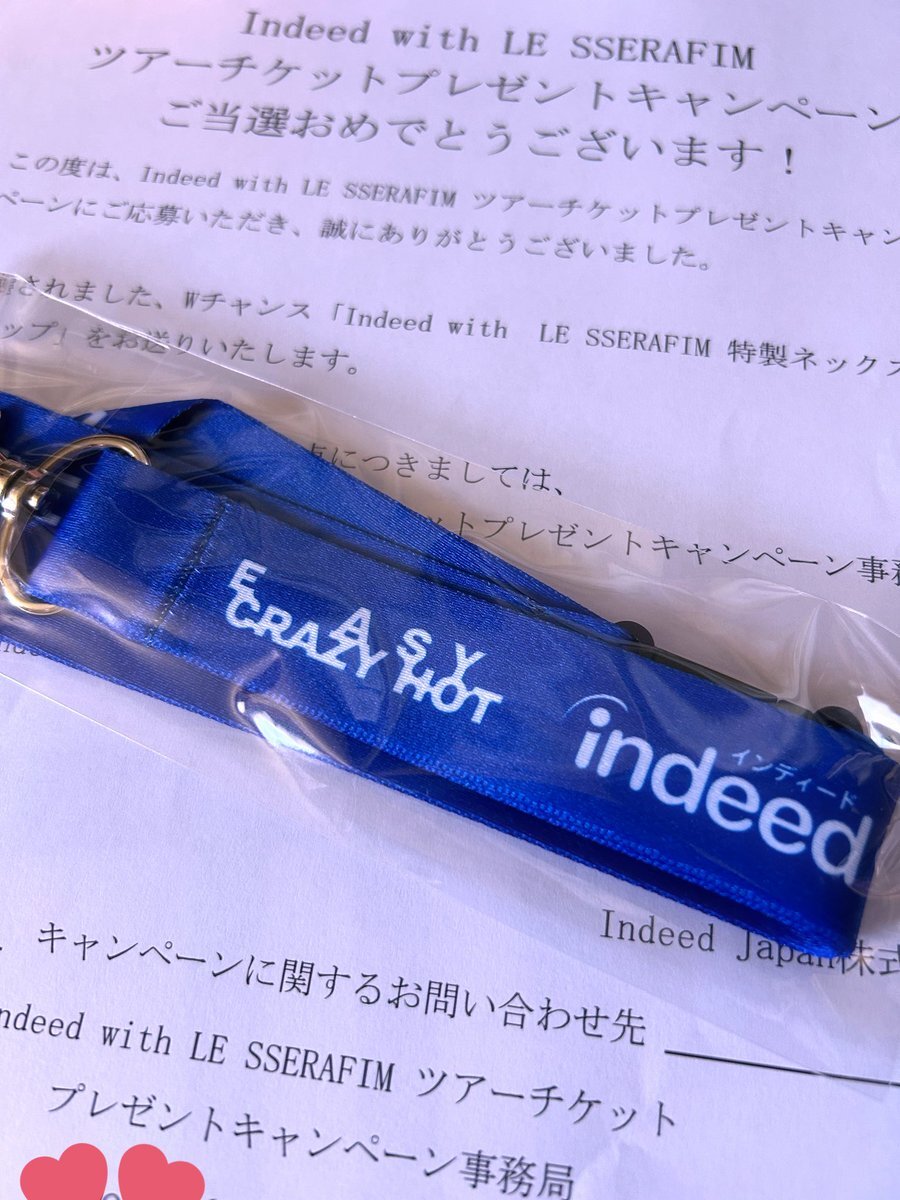 Indeed with LE SSERAFIM
ツアーチケットプレゼントキャンペーン
ご当選おめでとうございます！
この度は、Indeed with LE SSERAFIM ツアーチケットプレゼントキャン
ペーンにご応募いただき、誠にありがとうございました。
されました、Wチャンス「Indeed with LE SSERAFIM 特製ネックス
ップ」をお送りいたします。
点につきましては、
ットプレゼントキャンペーン事務
EASY
CRAZY HOT
インディード
indeed
Indeed Japan株式
キャンペーンに関するお問い合わせ先
ndeed with LE SSERAFIM ツアーチケット
プレゼントキャンペーン事務局